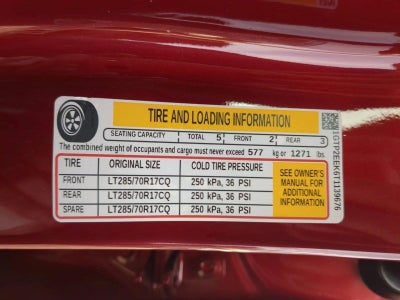 TIRE AND LOADING INFORMATION
SEATING CAPACITY TOTAL 5 FRONT 2 REAR 3
The combined weight of occupants and cargo must never exceed 577 kg or 1271 lbs
TIRE ORIGINAL SIZE COLD TIRE PRESSURE
FRONT LT285/70R17CQ 250 kPa, 36 PSI
REAR LT285/70R17CQ 250 kPa, 36 PSI
SPARE LT285/70R17CQ 250 kPa, 36 PSI
SEE OWNER'S
MANUAL FOR
ADDITIONAL
INFORMATION